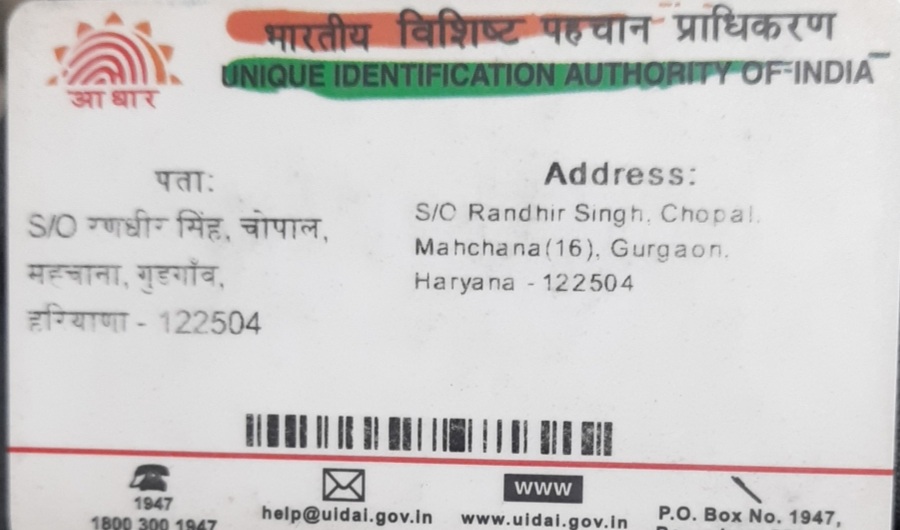 भारतीय विशिष्ट पहचान प्राधिकरण
UNIQUE IDENTIFICATION AUTHORITY OF INDIA
आधार
पता:
S/O रणधीर सिंह, चोपाल,
महचाना, गुडगाँव,
हरियाणा - 122504
Address:
S/O Randhir Singh, Chopal,
Mahchana(16), Gurgaon,
Haryana - 122504
1947
1800 300 1947
help@uidai.gov.in
www
www.uidai.gov.in
P.O. Box No. 1947,